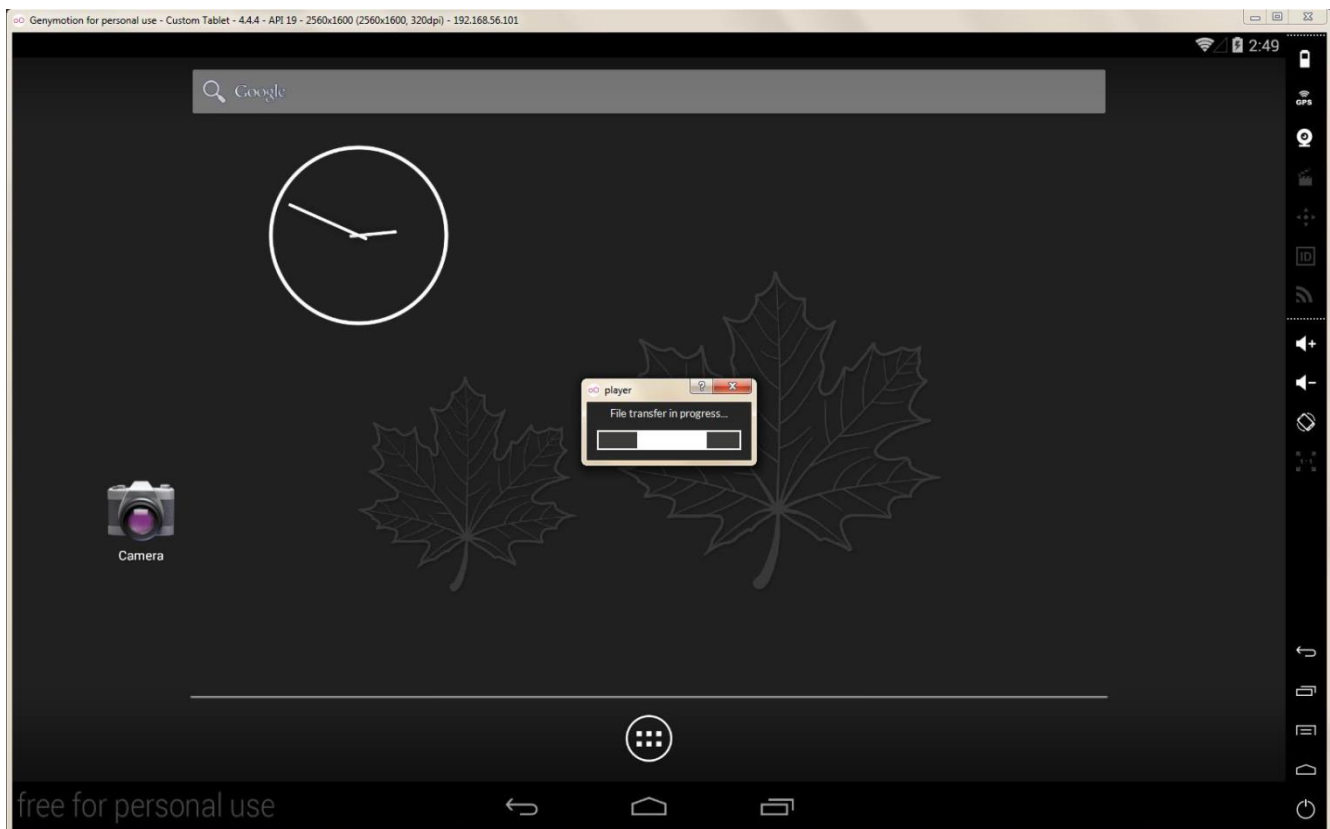 Genymotion for personal use - Custom Tablet - 4.4.4 - API 19 - 2560x1600 (2560x1600, 320dpi) - 192.168.56.101
2:49
Google
GPS
ID
player
File transfer in progress...
Camera
free for personal use